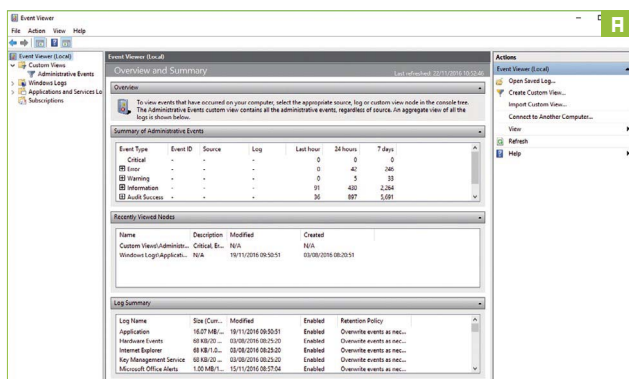 Event Viewer
A
File Action View Help
Event Viewer (Local)
Custom Views
Administrative Events
Windows Logs
Applications and Services Lo
Subscriptions
Event Viewer (Local)
Overview and Summary
Last refreshed: 22/11/2016 10:52:46
Overview
To view events that have occurred on your computer, select the appropriate source, log or custom view node in the console tree.
The Administrative Events custom view contains all the administrative events, regardless of source. An aggregate view of all the
logs is shown below.
Summary of Administrative Events
Event Type Event ID Source Log Last hour 24 hours 7 days
Critical - - - 0 0 0
Error - - - 0 42 246
Warning - - - 0 5 33
Information - - - 91 430 2,264
Audit Success - - - 36 897 5,691
Recently Viewed Nodes
Name Description Modified Created
Custom Views\Administr... Critical, Er... N/A N/A
Windows Logs\Applicati... N/A 19/11/2016 09:50:51 03/08/2016 08:20:51
Log Summary
Log Name Size (Curr... Modified Enabled Retention Policy
Application 16.07 MB/... 19/11/2016 09:50:51 Enabled Overwrite events as nec...
Hardware Events 68 KB/20 ... 03/08/2016 08:25:20 Enabled Overwrite events as nec...
Internet Explorer 68 KB/1.0... 03/08/2016 08:25:20 Enabled Overwrite events as nec...
Key Management Service 68 KB/20 ... 03/08/2016 08:25:20 Enabled Overwrite events as nec...
Microsoft Office Alerts 1.00 MB/1... 15/11/2016 08:57:04 Enabled Overwrite events as nec...
Actions
Event Viewer (Local)
Open Saved Log...
Create Custom View...
Import Custom View...
Connect to Another Computer...
View
Refresh
Help